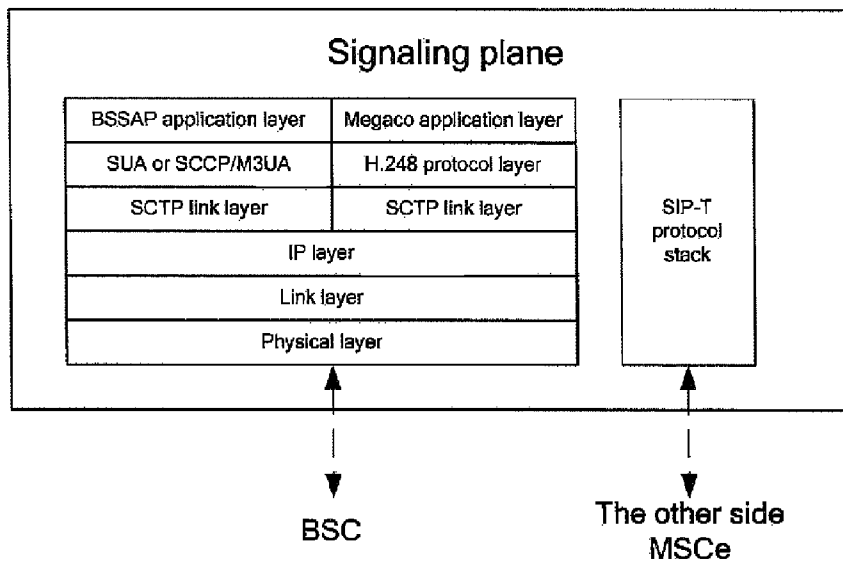 Signaling plane
BSSAP application layer
Megaco application layer
SUA or SCCP/M3UA
H.248 protocol layer
SCTP link layer
SCTP link layer
IP layer
Link layer
Physical layer
SIP-T
protocol
stack
BSC
The other side
MSCe